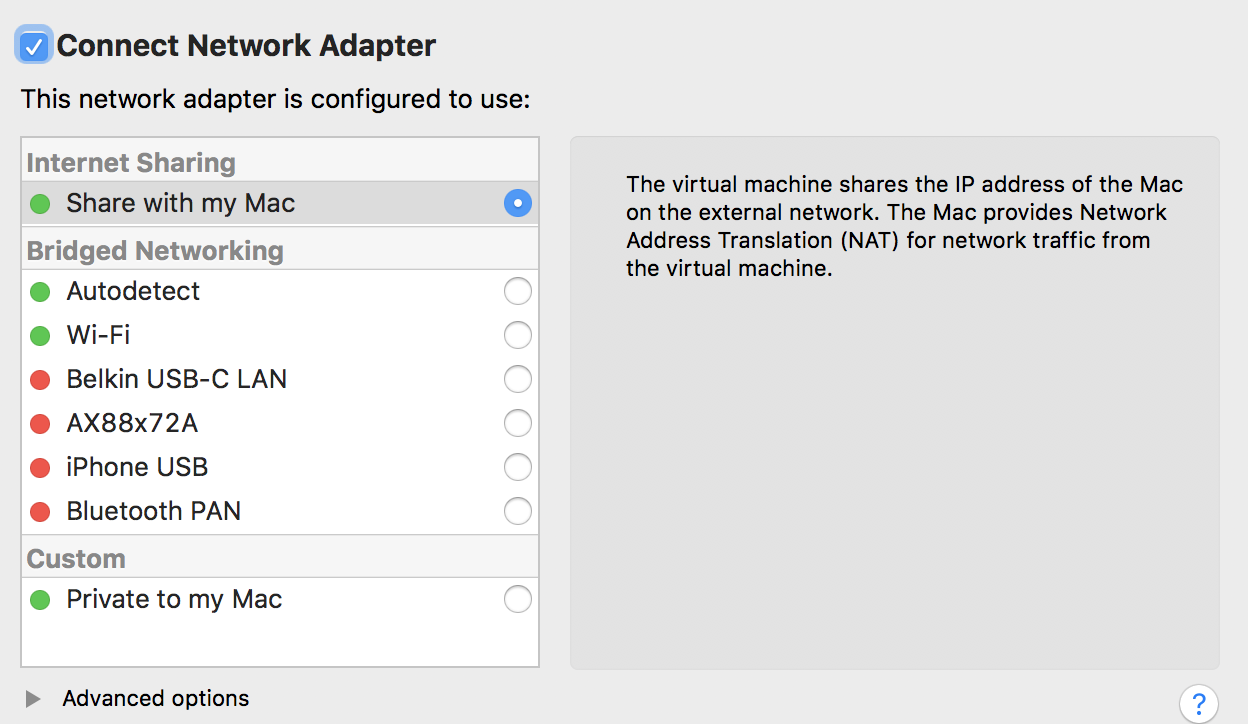 Connect Network Adapter
This network adapter is configured to use:
Internet Sharing
Share with my Mac
Bridged Networking
Autodetect
Wi-Fi
Belkin USB-C LAN
AX88x72A
iPhone USB
Bluetooth PAN
Custom
Private to my Mac
The virtual machine shares the IP address of the Mac
on the external network. The Mac provides Network
Address Translation (NAT) for network traffic from
the virtual machine.
Advanced options
?